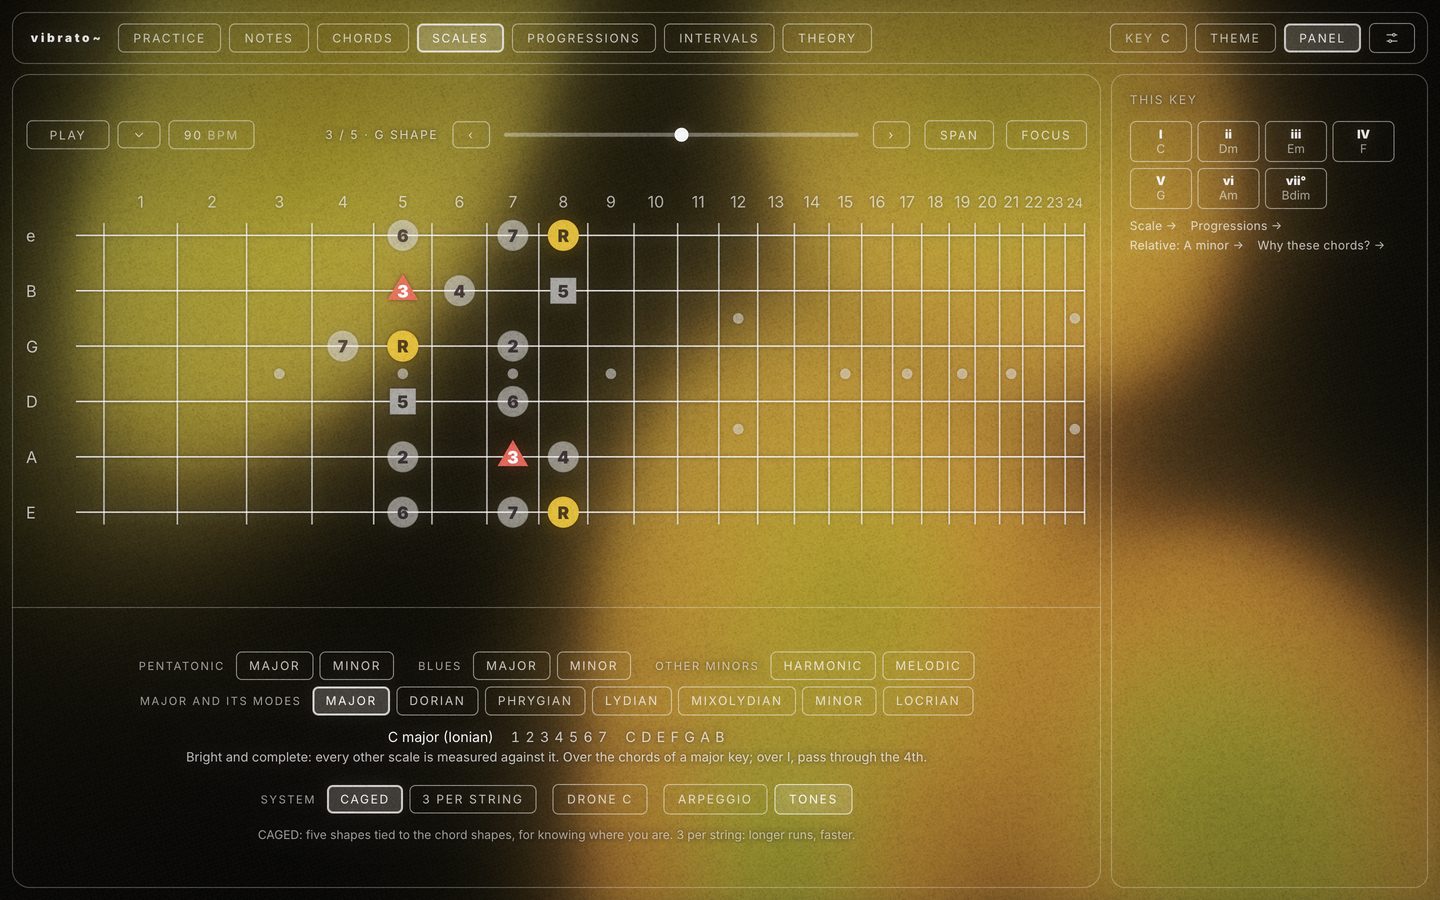 vibrato~ PRACTICE NOTES CHORDS SCALES PROGRESSIONS INTERVALS THEORY KEY C THEME PANEL
PLAY 90 BPM 3 / 5 · G SHAPE ‹ › SPAN FOCUS
1 2 3 4 5 6 7 8 9 10 11 12 13 14 15 16 17 18 19 20 21 22 23 24
e 6 7 R
B 3 4 5
G 7 R 2
D 5 6
A 2 3 4
E 6 7 R
PENTATONIC MAJOR MINOR BLUES MAJOR MINOR OTHER MINORS HARMONIC MELODIC
MAJOR AND ITS MODES MAJOR DORIAN PHRYGIAN LYDIAN MIXOLYDIAN MINOR LOCRIAN
C major (Ionian) 1 2 3 4 5 6 7 C D E F G A B
Bright and complete: every other scale is measured against it. Over the chords of a major key; over I, pass through the 4th.
SYSTEM CAGED 3 PER STRING DRONE C ARPEGGIO TONES
CAGED: five shapes tied to the chord shapes, for knowing where you are. 3 per string: longer runs, faster.
THIS KEY
I ii iii IV
C Dm Em F
V vi vii°
G Am Bdim
Scale → Progressions →
Relative: A minor → Why these chords? →